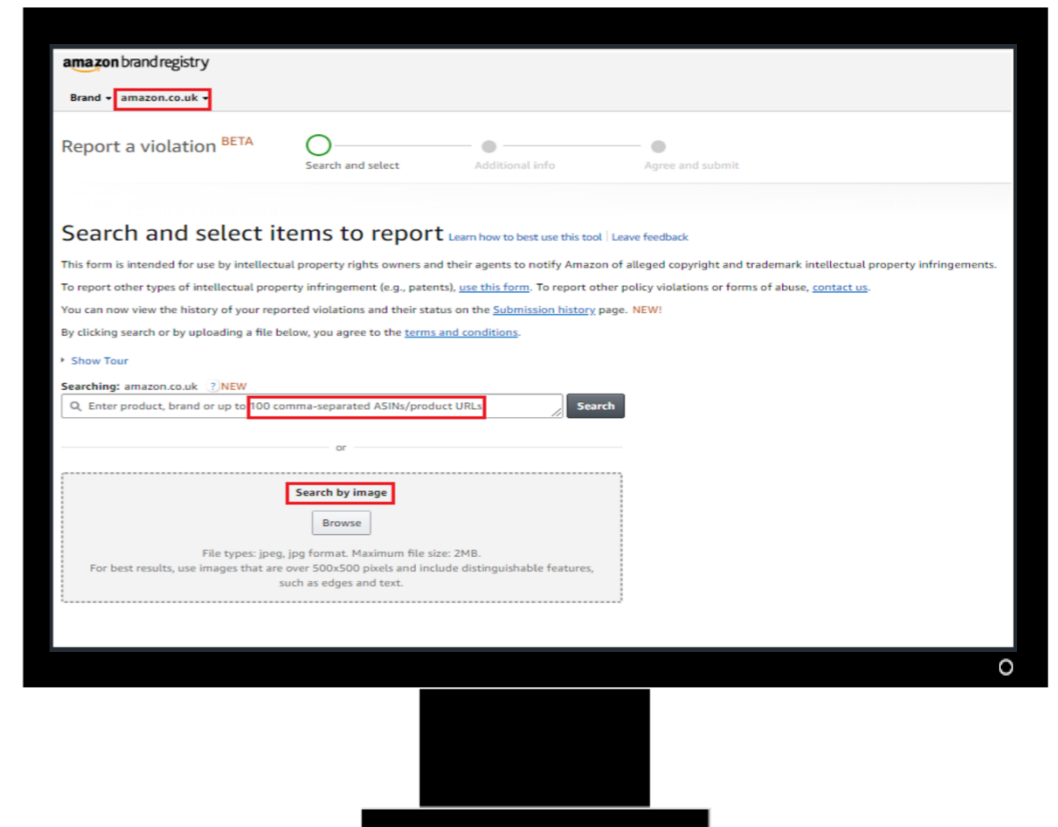 amazon brand registry
Brand amazon.co.uk
Report a violation BETA
Search and select
Additional info
Agree and submit
Search and select items to report Learn how to best use this tool | Leave feedback
This form is intended for use by intellectual property rights owners and their agents to notify Amazon of alleged copyright and trademark intellectual property infringements.
To report other types of intellectual property infringement (e.g., patents), use this form. To report other policy violations or forms of abuse, contact us.
You can now view the history of your reported violations and their status on the Submission history page. NEW!
By clicking search or by uploading a file below, you agree to the terms and conditions.
Show Tour
Searching: amazon.co.uk ? NEW
Enter product, brand or up to 100 comma-separated ASINs/product URLs
Search
or
Search by image
Browse
File types: jpeg, jpg format. Maximum file size: 2MB.
For best results, use images that are over 500x500 pixels and include distinguishable features,
such as edges and text.